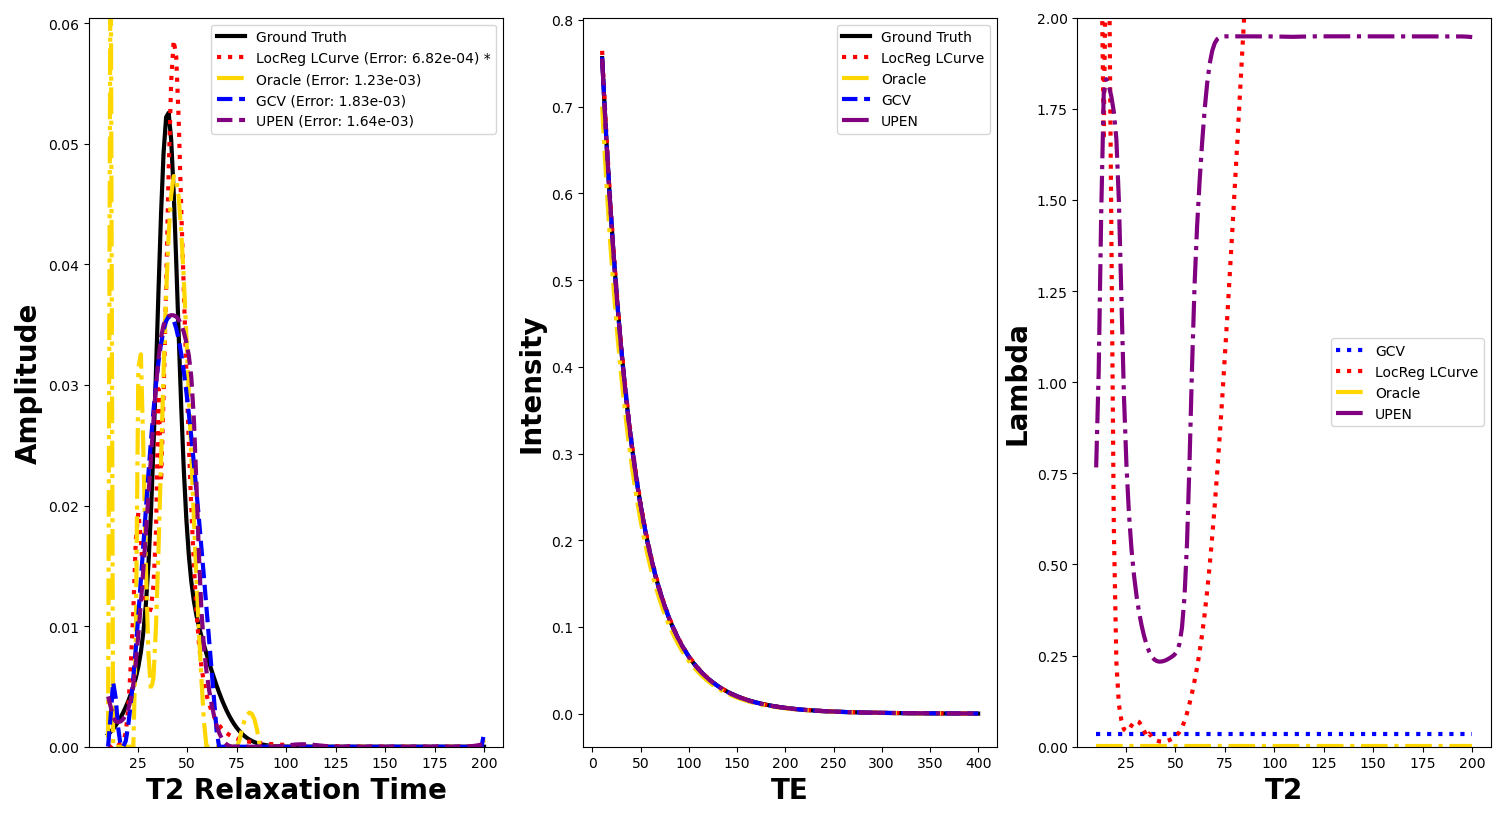 0.06
0.05
0.04
0.03
0.02
0.01
0.00
25
50
75
100
125
150
175
200
Amplitude
T2 Relaxation Time
Ground Truth
LocReg LCurve (Error: 6.82e-04) *
Oracle (Error: 1.23e-03)
GCV (Error: 1.83e-03)
UPEN (Error: 1.64e-03)
0.8
0.7
0.6
0.5
0.4
0.3
0.2
0.1
0.0
0
50
100
150
200
250
300
350
400
Intensity
TE
Ground Truth
LocReg LCurve
Oracle
GCV
UPEN
2.00
1.75
1.50
1.25
1.00
0.75
0.50
0.25
0.00
25
50
75
100
125
150
175
200
Lambda
T2
GCV
LocReg LCurve
Oracle
UPEN